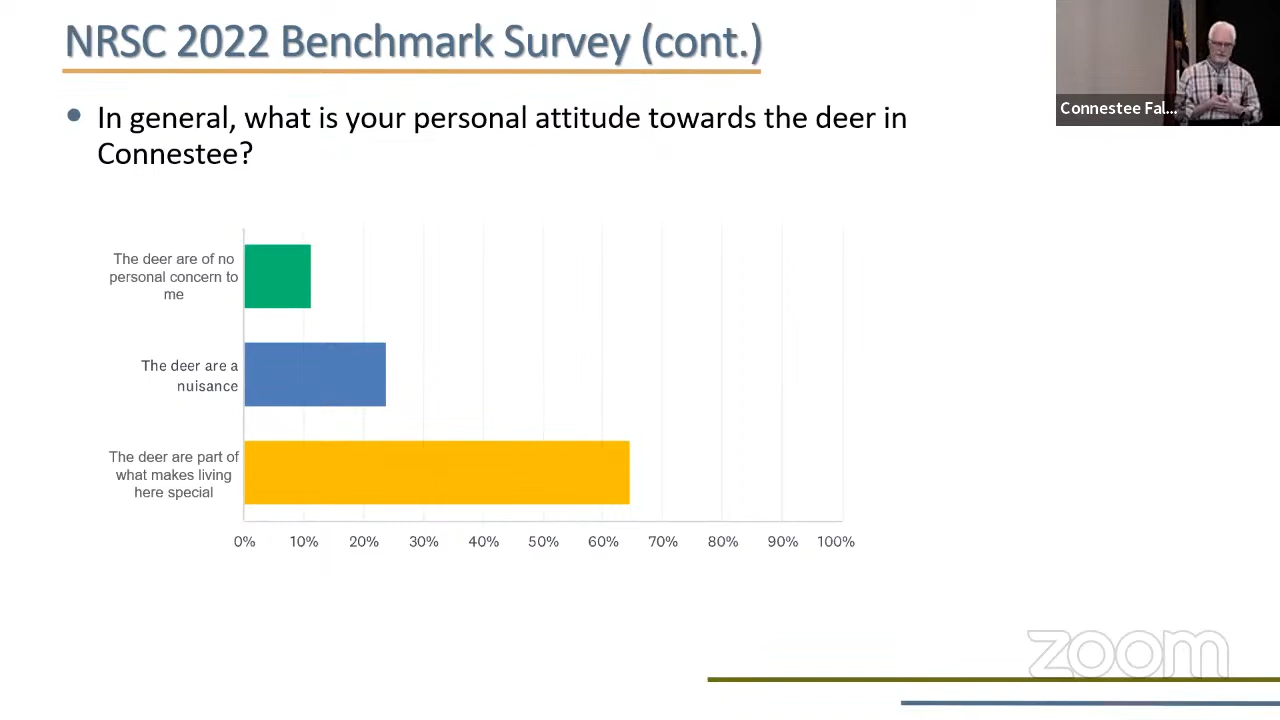 NRSC 2022 Benchmark Survey (cont.)
Connestee Fal...
• In general, what is your personal attitude towards the deer in
Connestee?
The deer are of no
personal concern to
me
The deer are a
nuisance
The deer are part of
what makes living
here special
0% 10% 20% 30% 40% 50% 60% 70% 80% 90% 100%
zoom